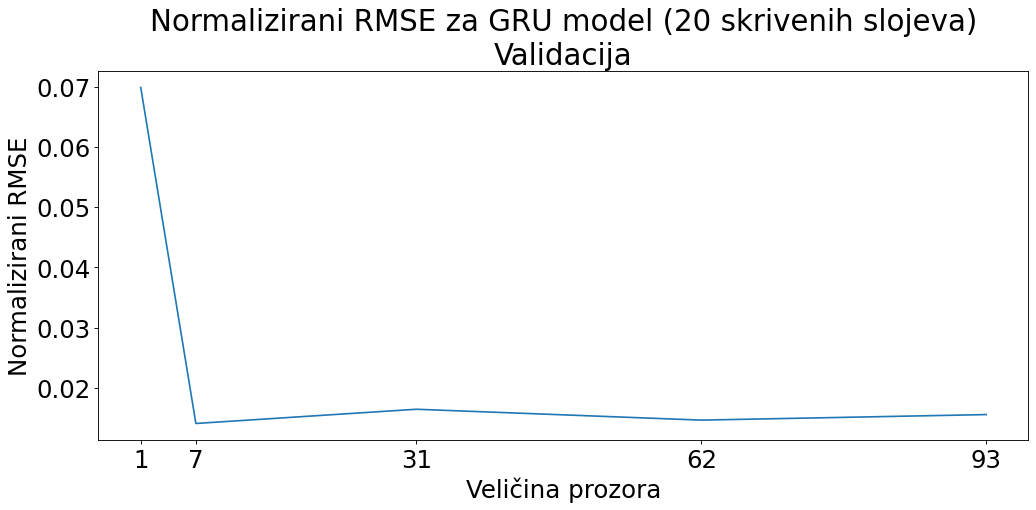 Normalizirani RMSE za GRU model (20 skrivenih slojeva)
Validacija
Normalizirani RMSE
0.07
0.06
0.05
0.04
0.03
0.02
1 7 31 62 93
Veličina prozora